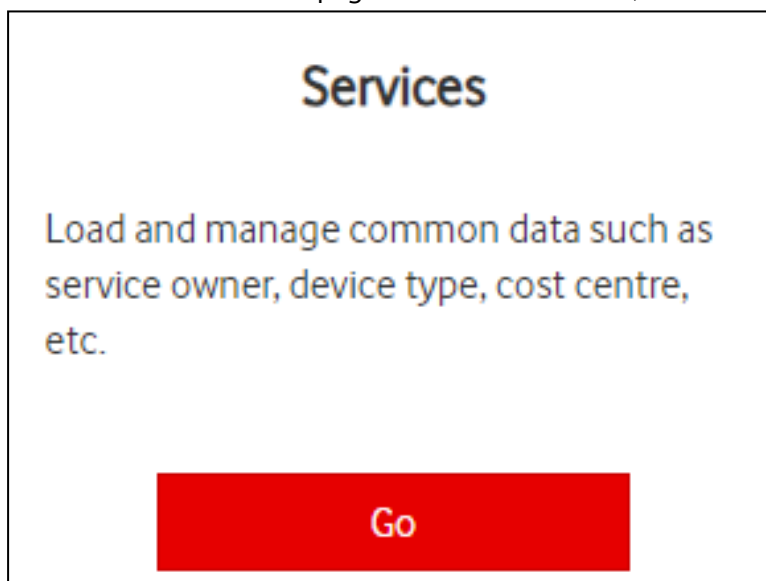 Services
Load and manage common data such as
service owner, device type, cost centre,
etc.
Go